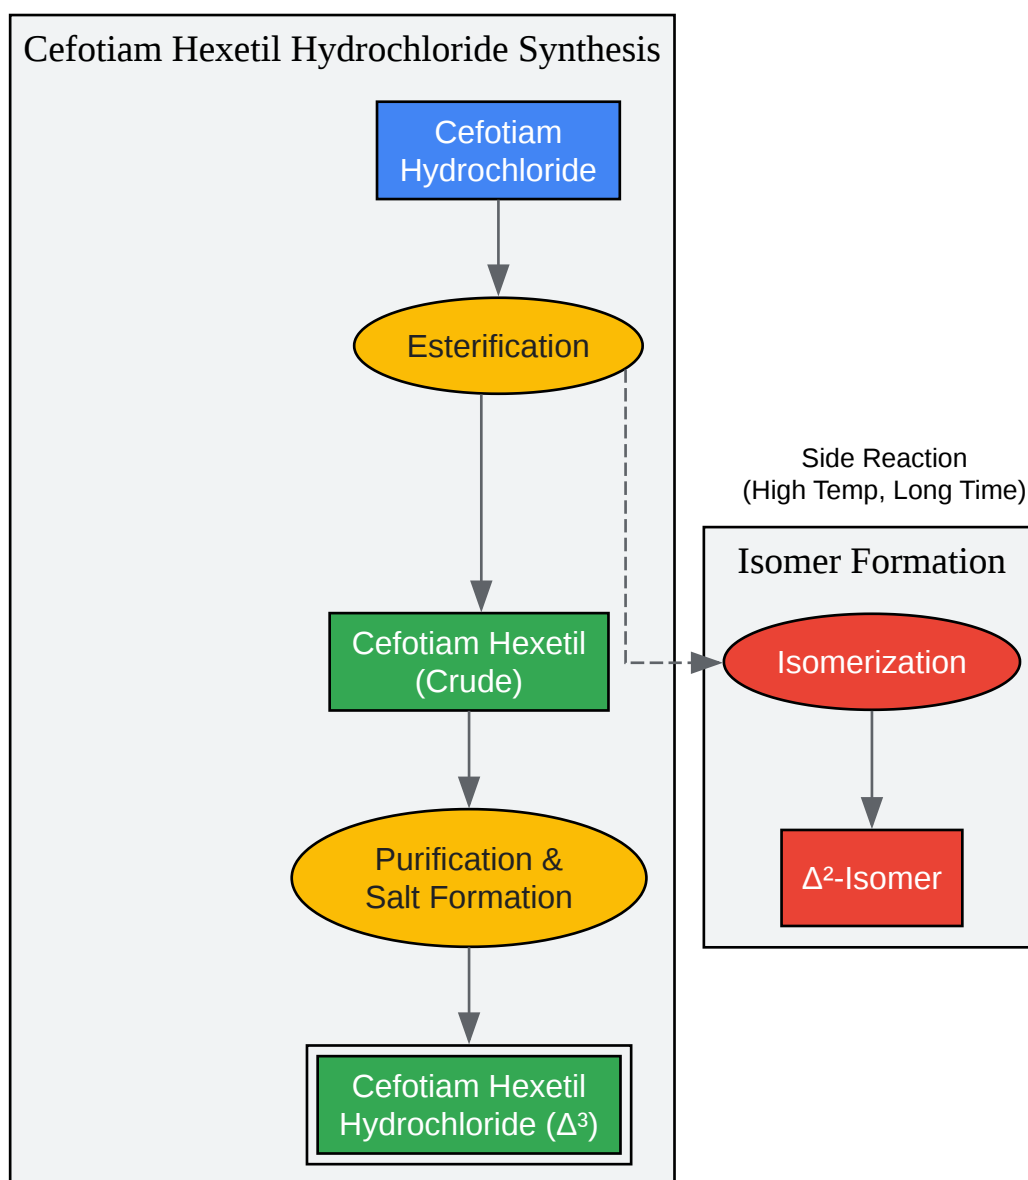 Cefotiam Hexetil Hydrochloride Synthesis
Cefotiam
Hydrochloride
Esterification
Side Reaction
(High Temp, Long Time)
Isomer Formation
Cefotiam Hexetil
(Crude)
Isomerization
Purification &
Salt Formation
Δ²-Isomer
Cefotiam Hexetil
Hydrochloride (Δ³)